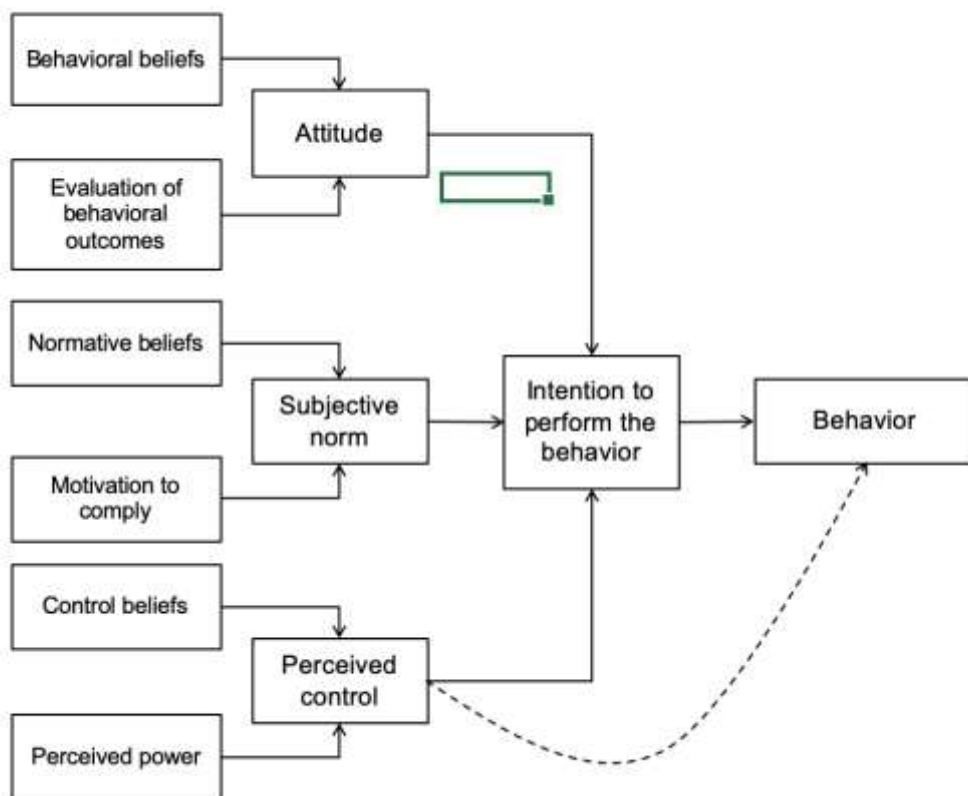 Behavioral beliefs
Attitude
Evaluation of
behavioral
outcomes
Normative beliefs
Subjective
norm
Motivation to
comply
Intention to
perform the
behavior
Behavior
Control beliefs
Perceived
control
Perceived power